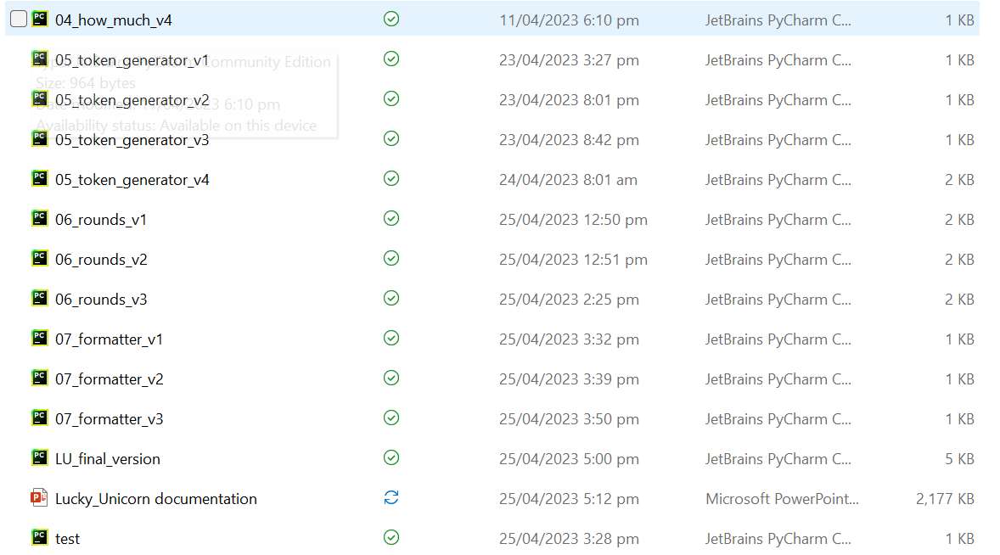 04_how_much_v4 11/04/2023 6:10 pm JetBrains PyCharm C... 1 KB
05_token_generator_v1 23/04/2023 3:27 pm JetBrains PyCharm C... 1 KB
Community Edition
Size: 964 bytes
05_token_generator_v2 23/04/2023 8:01 pm JetBrains PyCharm C... 1 KB
Date modified: 11/04/2023 6:10 pm
Availability status: Available on this device
05_token_generator_v3 23/04/2023 8:42 pm JetBrains PyCharm C... 1 KB
05_token_generator_v4 24/04/2023 8:01 am JetBrains PyCharm C... 2 KB
06_rounds_v1 25/04/2023 12:50 pm JetBrains PyCharm C... 2 KB
06_rounds_v2 25/04/2023 12:51 pm JetBrains PyCharm C... 2 KB
06_rounds_v3 25/04/2023 2:25 pm JetBrains PyCharm C... 2 KB
07_formatter_v1 25/04/2023 3:32 pm JetBrains PyCharm C... 1 KB
07_formatter_v2 25/04/2023 3:39 pm JetBrains PyCharm C... 1 KB
07_formatter_v3 25/04/2023 3:50 pm JetBrains PyCharm C... 1 KB
LU_final_version 25/04/2023 5:00 pm JetBrains PyCharm C... 5 KB
Lucky_Unicorn documentation 25/04/2023 5:12 pm Microsoft PowerPoint... 2,177 KB
test 25/04/2023 3:28 pm JetBrains PyCharm C... 1 KB